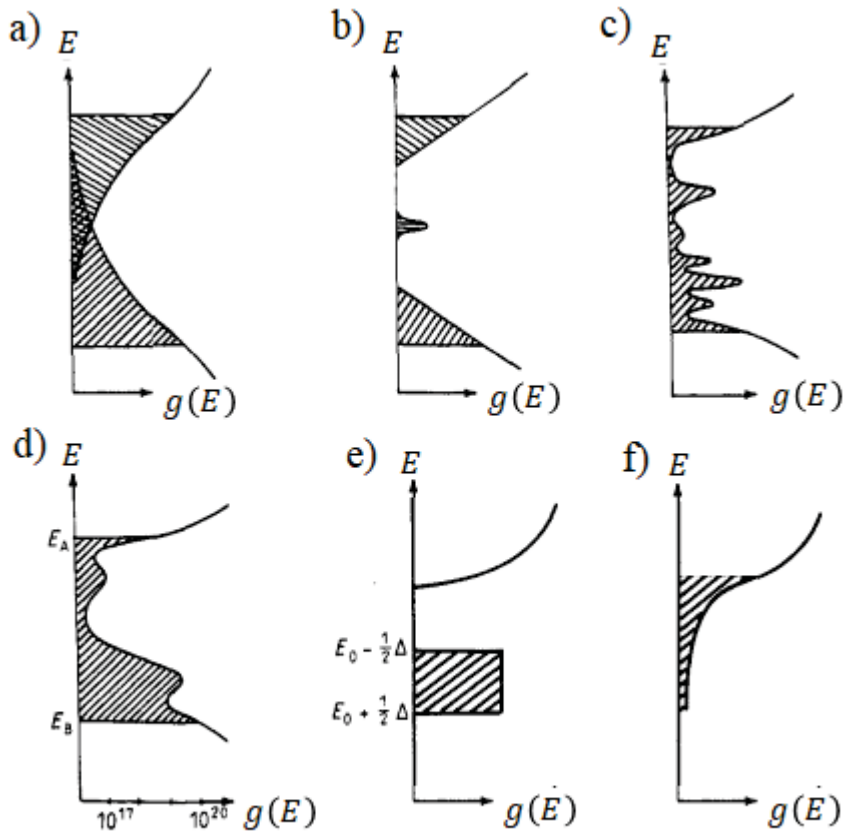 a)
E
g(E)
b)
E
g(E)
c)
E
g(E)
d)
E
E_A
E_B
10^17
10^20
g(E)
e)
E
E_0 - 1/2 Δ
E_0 + 1/2 Δ
g(E)
f)
E
g(E)